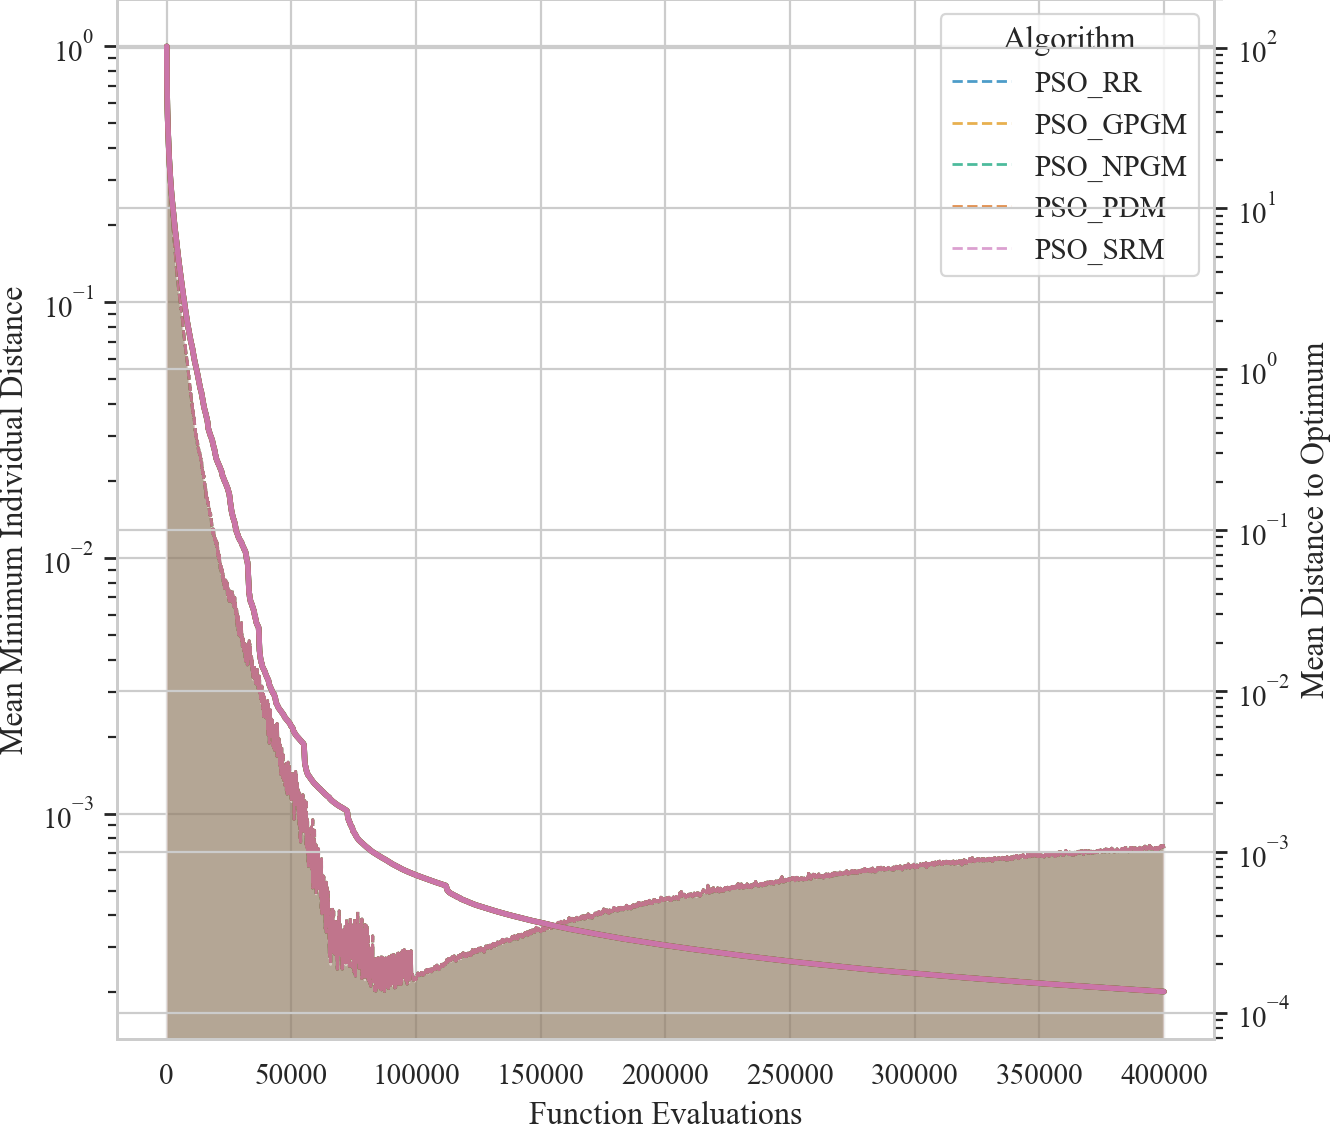 Algorithm
PSO_RR
PSO_GPGM
PSO_NPGM
PSO_PDM
PSO_SRM
Mean Minimum Individual Distance
10^0
10^-1
10^-2
10^-3
Mean Distance to Optimum
10^2
10^1
10^0
10^-1
10^-2
10^-3
10^-4
0 50000 100000 150000 200000 250000 300000 350000 400000
Function Evaluations